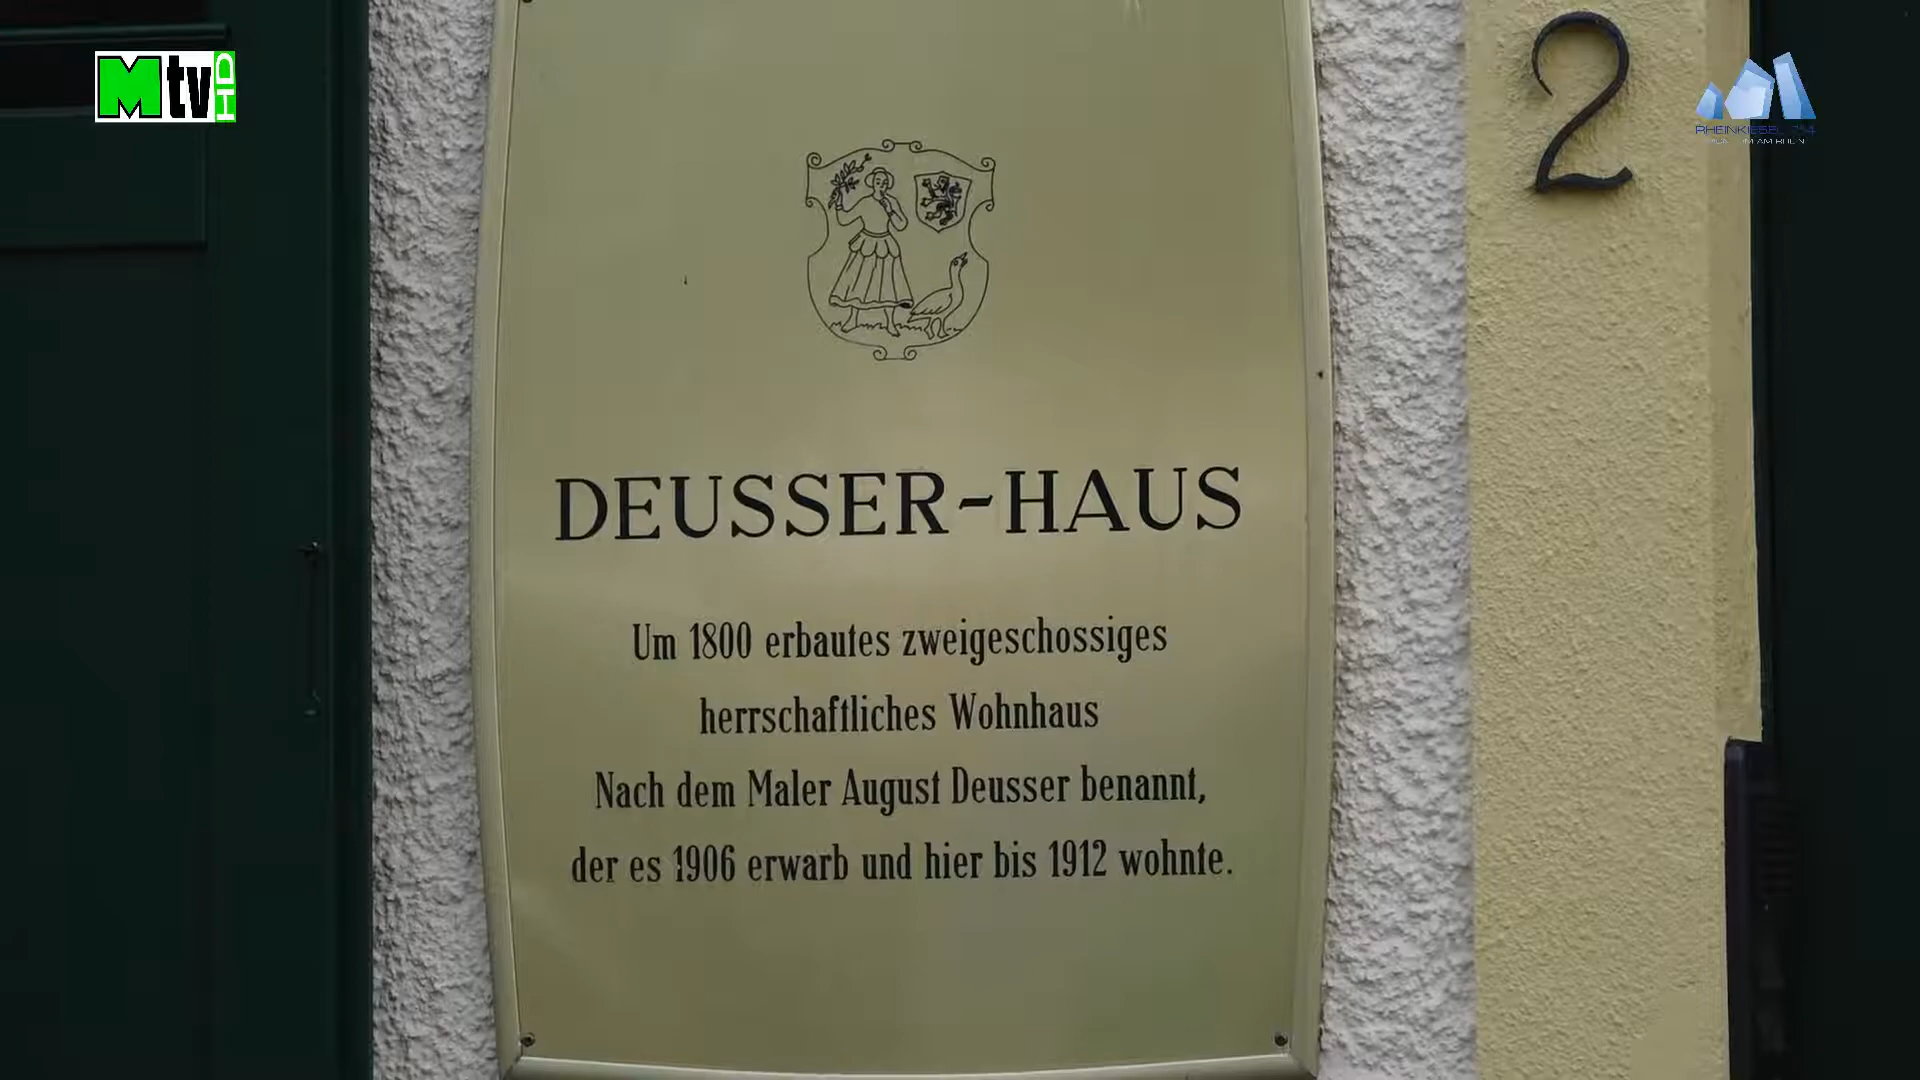 Mtv HD
2
RHEINKIESEL
DEUSSER-HAUS
Um 1800 erbautes zweigeschossiges
herrschaftliches Wohnhaus
Nach dem Maler August Deusser benannt,
der es 1906 erwarb und hier bis 1912 wohnte.